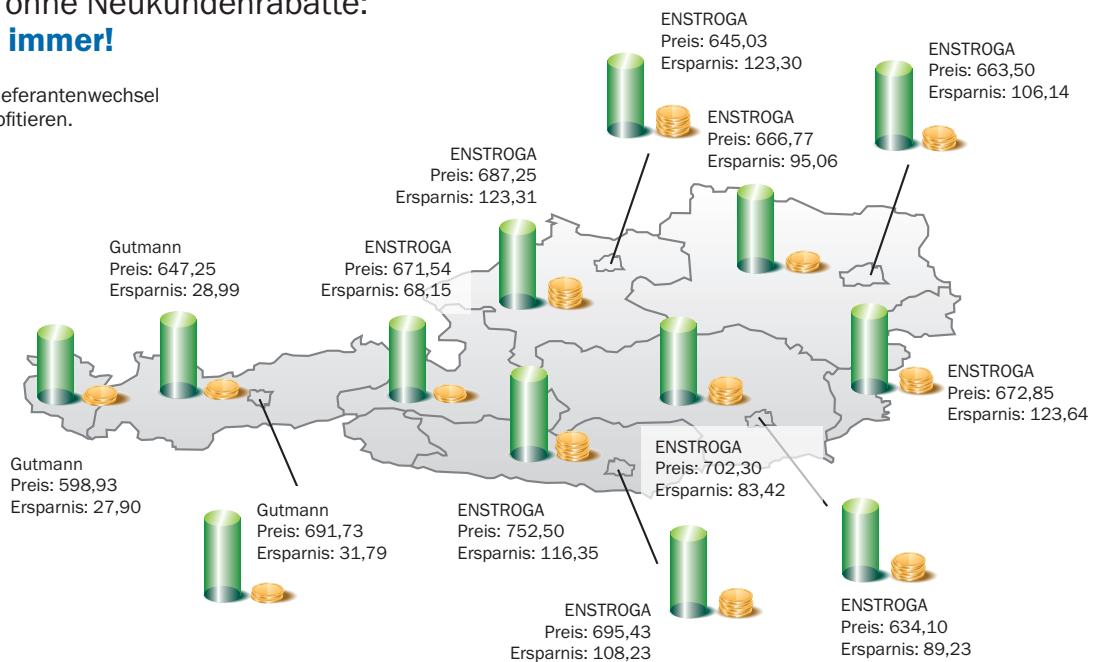 ohne Neukundenrabatte:
immer!
ieferantenwechsel
ofitieren.
ENSTROGA
Preis: 645,03
Ersparnis: 123,30
ENSTROGA
Preis: 663,50
Ersparnis: 106,14
ENSTROGA
Preis: 666,77
Ersparnis: 95,06
ENSTROGA
Preis: 687,25
Ersparnis: 123,31
Gutmann
Preis: 647,25
Ersparnis: 28,99
ENSTROGA
Preis: 671,54
Ersparnis: 68,15
ENSTROGA
Preis: 672,85
Ersparnis: 123,64
Gutmann
Preis: 598,93
Ersparnis: 27,90
Gutmann
Preis: 691,73
Ersparnis: 31,79
ENSTROGA
Preis: 752,50
Ersparnis: 116,35
ENSTROGA
Preis: 702,30
Ersparnis: 83,42
ENSTROGA
Preis: 695,43
Ersparnis: 108,23
ENSTROGA
Preis: 634,10
Ersparnis: 89,23